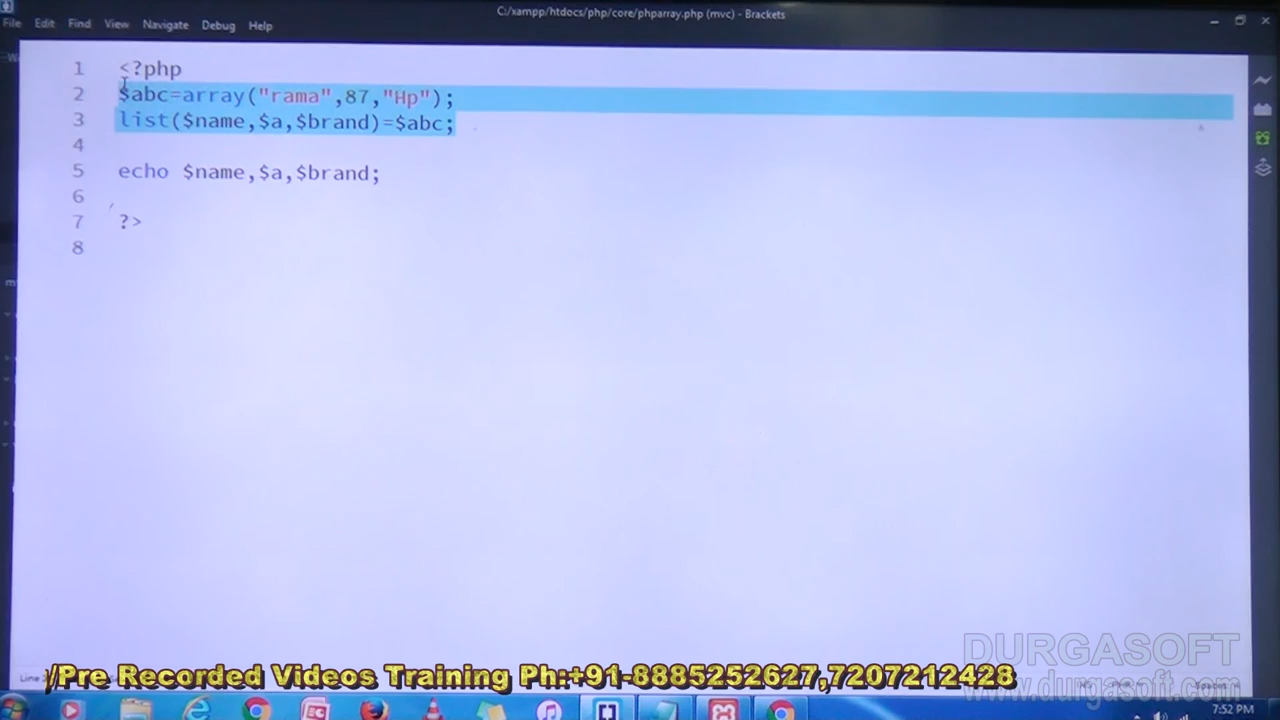 C:/xampp/htdocs/php/core/phparray.php (mvc) - Brackets
File Edit Find View Navigate Debug Help
1 <?php
2 $abc=array("rama",87,"Hp");
3 list($name,$a,$brand)=$abc;
4
5 echo $name,$a,$brand;
6
7 ?>
8
DURGASOFT
www.durgasoft.com
Line
/Pre Recorded Videos Training Ph:+91-8885252627,7207212428
7:52 PM